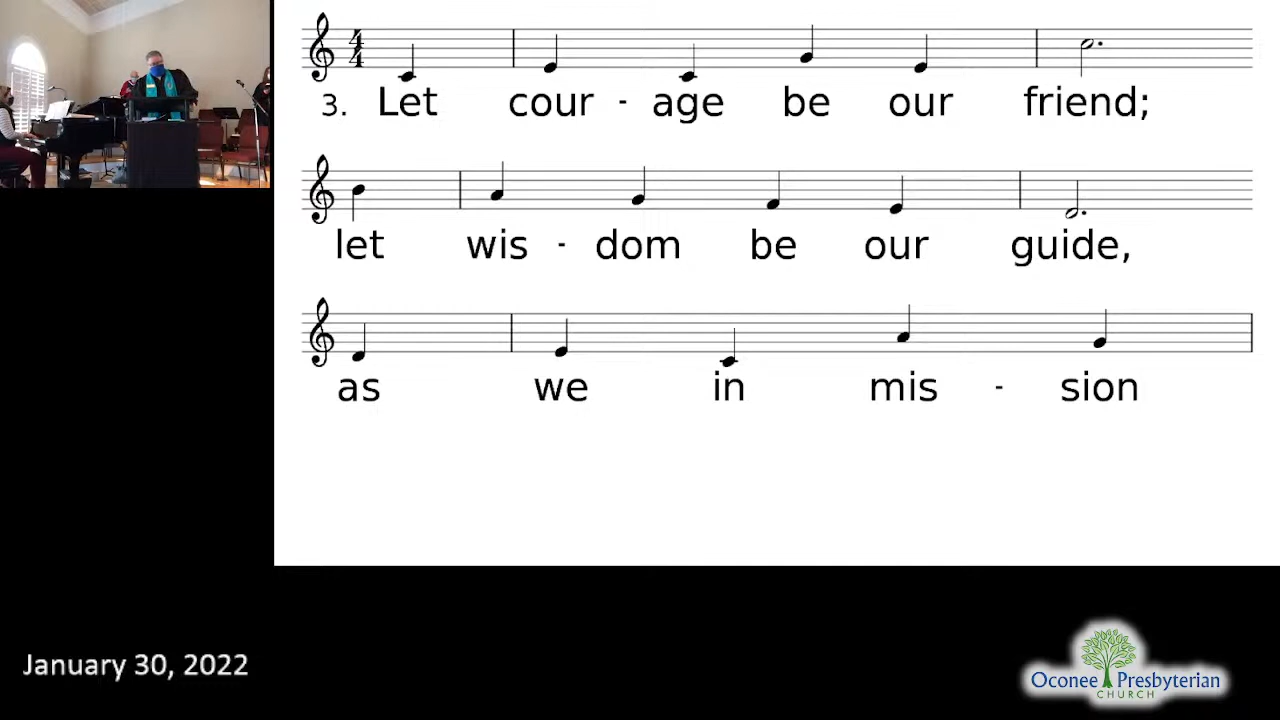 3. Let cour - age be our friend;
let wis - dom be our guide,
as we in mis - sion
January 30, 2022
Oconee Presbyterian
CHURCH